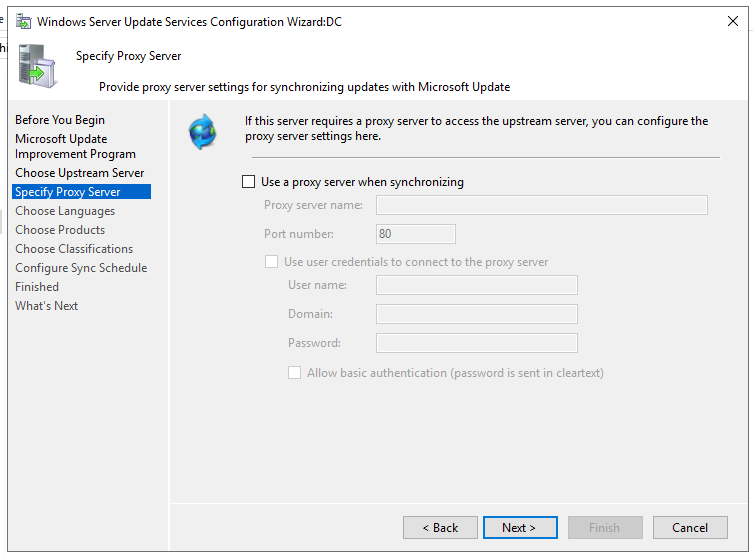 Windows Server Update Services Configuration Wizard:DC
Specify Proxy Server
Provide proxy server settings for synchronizing updates with Microsoft Update
Before You Begin
Microsoft Update
Improvement Program
Choose Upstream Server
Specify Proxy Server
Choose Languages
Choose Products
Choose Classifications
Configure Sync Schedule
Finished
What's Next
If this server requires a proxy server to access the upstream server, you can configure the
proxy server settings here.
Use a proxy server when synchronizing
Proxy server name:
Port number:
80
Use user credentials to connect to the proxy server
User name:
Domain:
Password:
Allow basic authentication (password is sent in cleartext)
< Back
Next >
Finish
Cancel